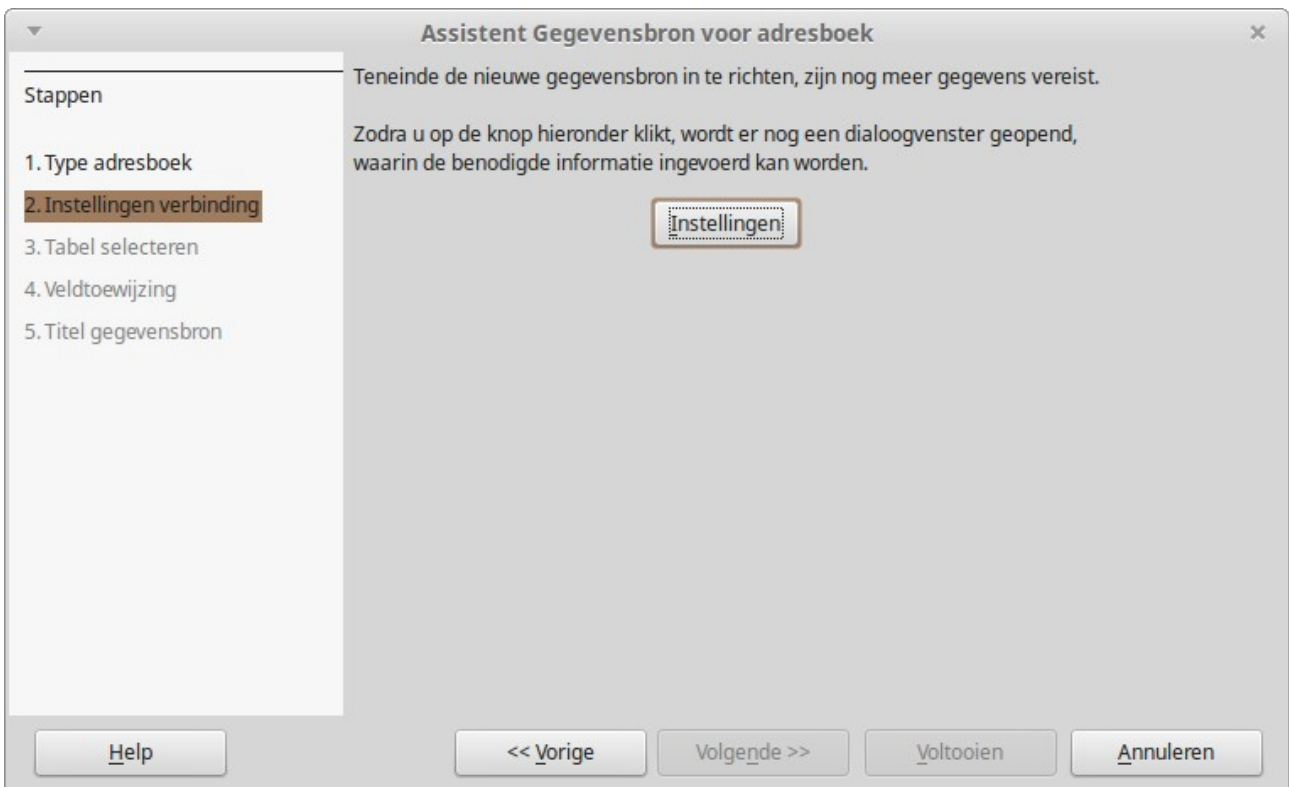 Assistent Gegevensbron voor adresboek
Stappen
1. Type adresboek
2. Instellingen verbinding
3. Tabel selecteren
4. Veldtoewijzing
5. Titel gegevensbron
Teneinde de nieuwe gegevensbron in te richten, zijn nog meer gegevens vereist.
Zodra u op de knop hieronder klikt, wordt er nog een dialoogvenster geopend,
waarin de benodigde informatie ingevoerd kan worden.
Instellingen
Help
<< Vorige
Volgende >>
Voltooien
Annuleren